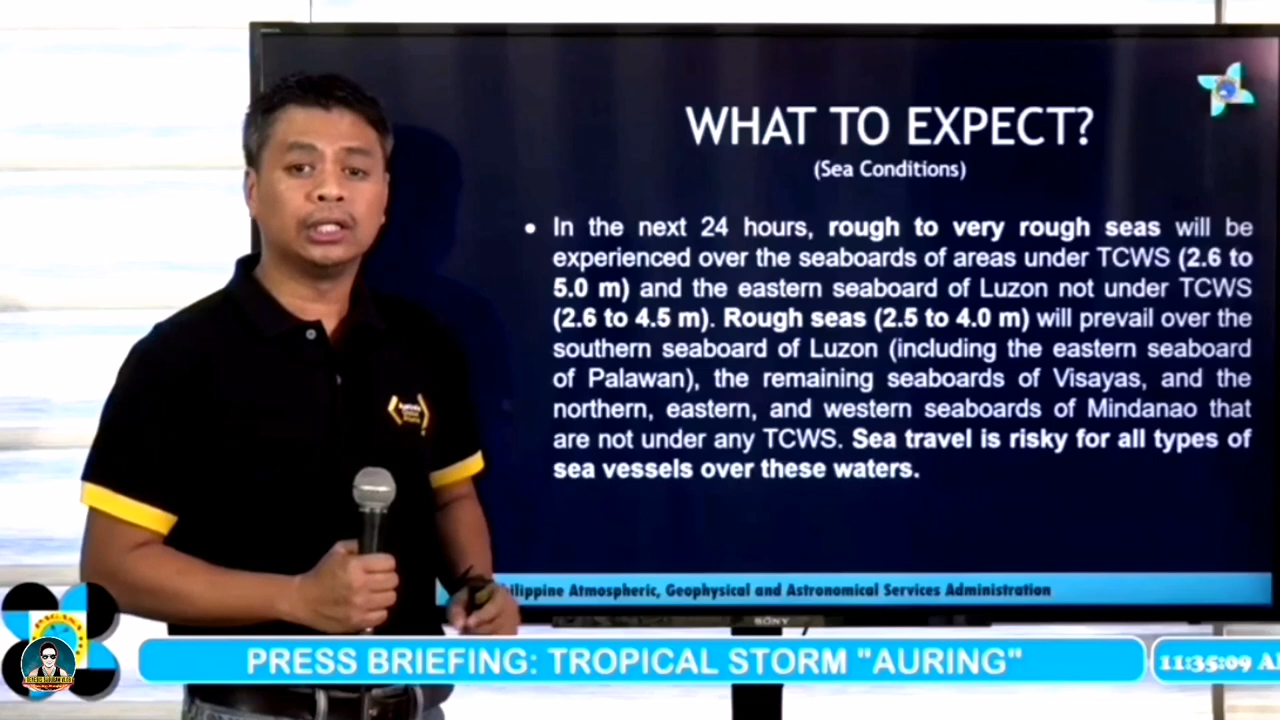 WHAT TO EXPECT?
(Sea Conditions)
• In the next 24 hours, rough to very rough seas will be
experienced over the seaboards of areas under TCWS (2.6 to
5.0 m) and the eastern seaboard of Luzon not under TCWS
(2.6 to 4.5 m). Rough seas (2.5 to 4.0 m) will prevail over the
southern seaboard of Luzon (including the eastern seaboard
of Palawan), the remaining seaboards of Visayas, and the
northern, eastern, and western seaboards of Mindanao that
are not under any TCWS. Sea travel is risky for all types of
sea vessels over these waters.
Atmospheric, Geophysical and Astronomical Services Administration
SONY
PRESS BRIEFING: TROPICAL STORM "AURING"
11:35:09